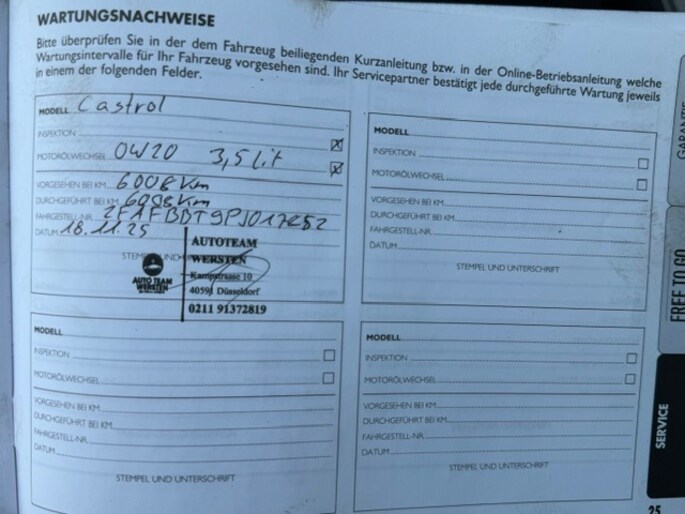 WARTUNGSNACHWEISE
Bitte überprüfen Sie in der dem Fahrzeug beiliegenden Kurzanleitung bzw. in der Online-Betriebsanleitung welche
Wartungsintervalle für Ihr Fahrzeug vorgesehen sind. Ihr Servicepartner bestätigt jede durchgeführte Wartung jeweils
in einem der folgenden Felder.
MODELL Castrol
INSPEKTION
MOTORÖLWECHSEL 0W20 3,5 Lit
VORGESEHEN BEI KM 6008 Km
DURCHGEFÜHRT BEI KM 6008 Km
FAHRGESTELL-NR.
DATUM 18.11.25
STEMPEL UND
AUTO TEAM
WERSTEN
AUTOTEAM
WERSTEN
Kampstrasse 10
40591 Düsseldorf
0211 91372819
MODELL
INSPEKTION
MOTORÖLWECHSEL
VORGESEHEN BEI KM
DURCHGEFÜHRT BEI KM
FAHRGESTELL-NR.
DATUM
STEMPEL UND UNTERSCHRIFT
MODELL
INSPEKTION
MOTORÖLWECHSEL
VORGESEHEN BEI KM
DURCHGEFÜHRT BEI KM
FAHRGESTELL-NR.
DATUM
STEMPEL UND UNTERSCHRIFT
MODELL
INSPEKTION
MOTORÖLWECHSEL
VORGESEHEN BEI KM
DURCHGEFÜHRT BEI KM
FAHRGESTELL-NR.
DATUM
STEMPEL UND UNTERSCHRIFT
GARANTIE
FREE TO GO
SERVICE
25